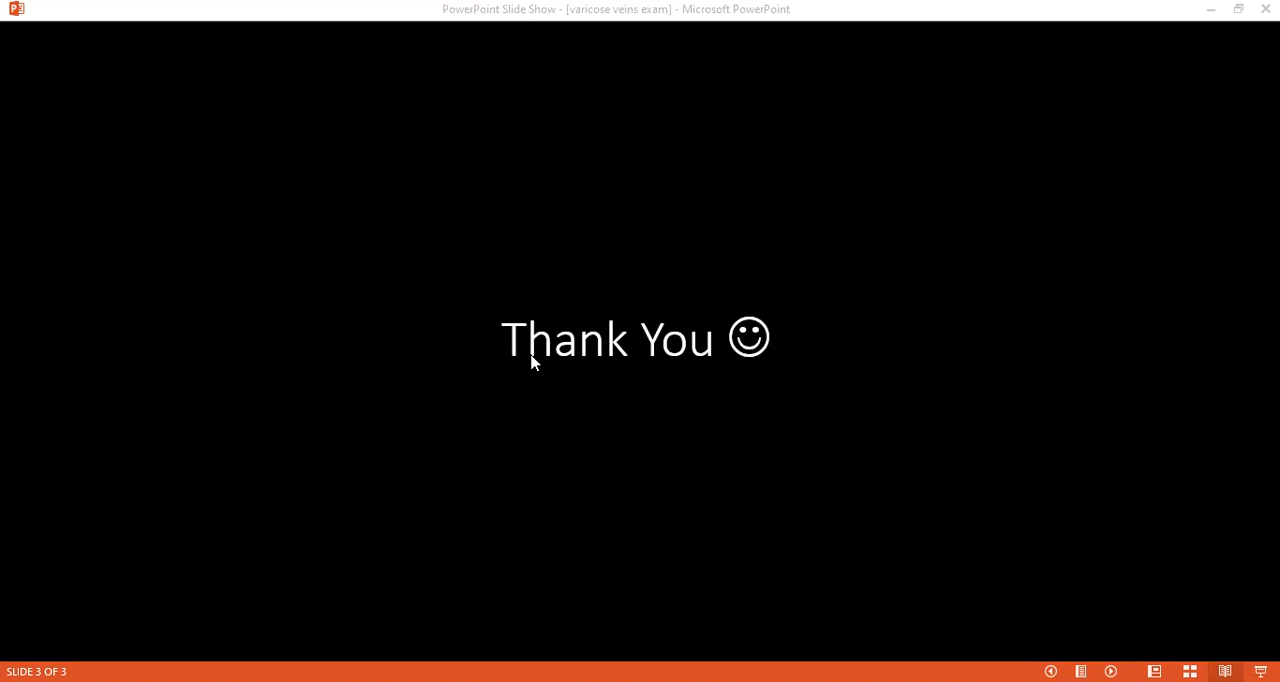 PowerPoint Slide Show - [varicose veins exam] - Microsoft PowerPoint
Thank You ☺
SLIDE 3 OF 3